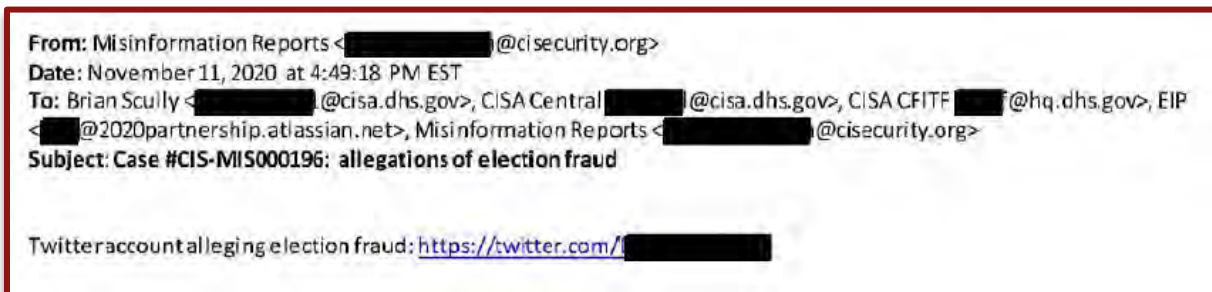 From: Misinformation Reports < @cisecurity.org>
Date: November 11, 2020 at 4:49:18 PM EST
To: Brian Scully < @cisa.dhs.gov>, CISA Central @cisa.dhs.gov>, CISA CFITF @hq.dhs.gov>, EIP
< @2020partnership.atlassian.net>, Misinformation Reports < @cisecurity.org>
Subject: Case #CIS-MIS000196: allegations of election fraud
Twitter account alleging election fraud: https://twitter.com/